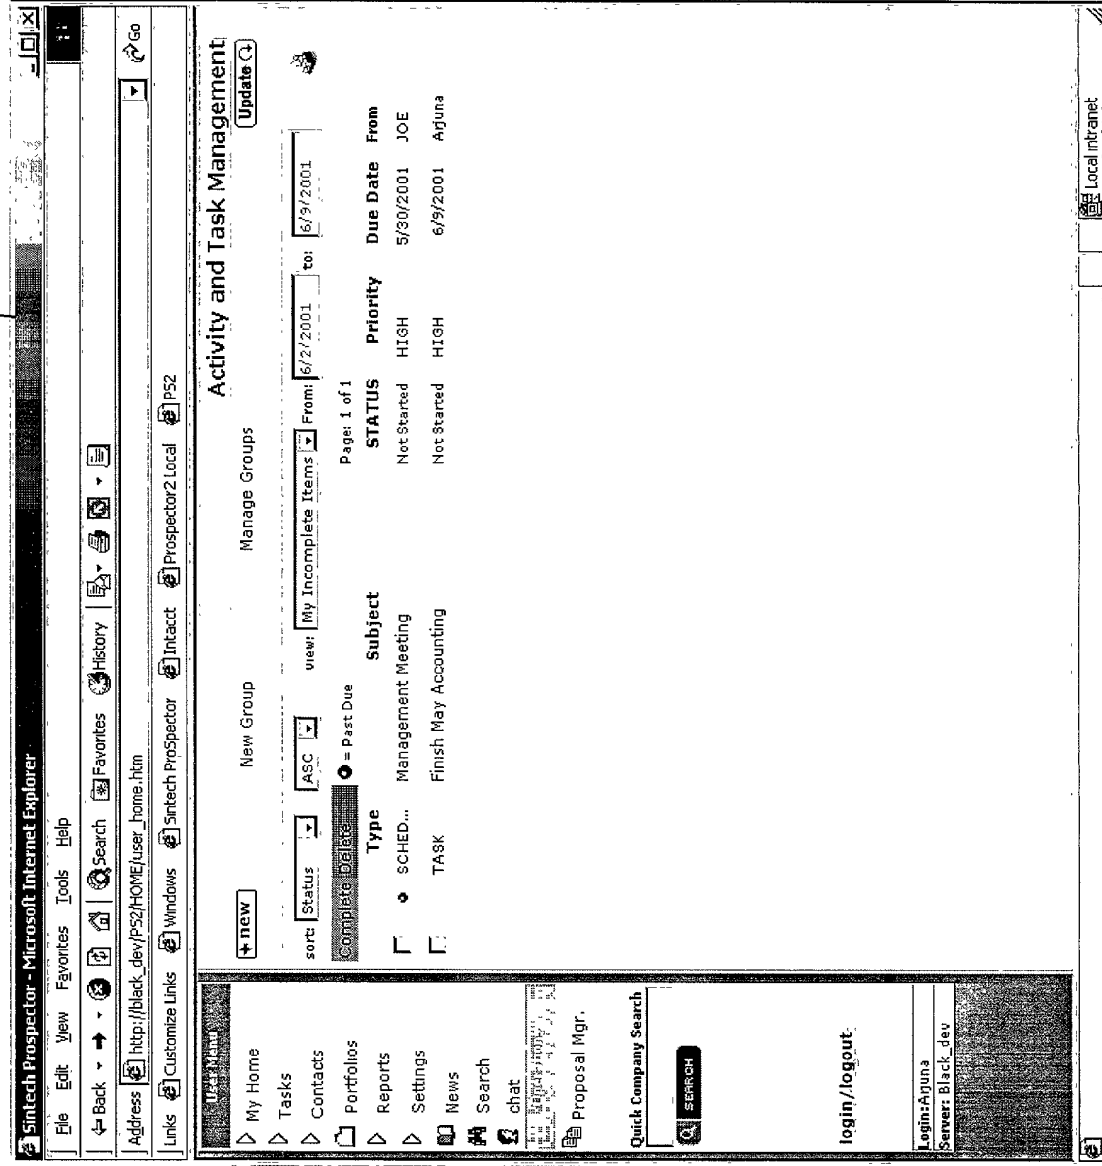 Sintech Prospector - Microsoft Internet Explorer
File Edit View Favorites Tools Help
Back Search Favorites History
Address http://black_dev/PS2/HOME/user_home.htm Go
Links Customize Links Windows Sintech ProSpector Intacct Prospector2 Local PS2
User Menu
My Home
Tasks
Contacts
Portfolios
Reports
Settings
News
Search
chat
Proposal Mgr.
Quick Company Search
SEARCH
login/.logout
Login:Arjuna
Server: Black_dev
Activity and Task Management
+new New Group Manage Groups Update
sort: Status ASC view: My Incomplete Items From: 6/2/2001 to: 6/9/2001
Complete Delete = Past Due Page: 1 of 1
Type Subject STATUS Priority Due Date From
SCHED... Management Meeting Not Started HIGH 5/30/2001 JOE
TASK Finish May Accounting Not Started HIGH 6/9/2001 Arjuna
Local intranet